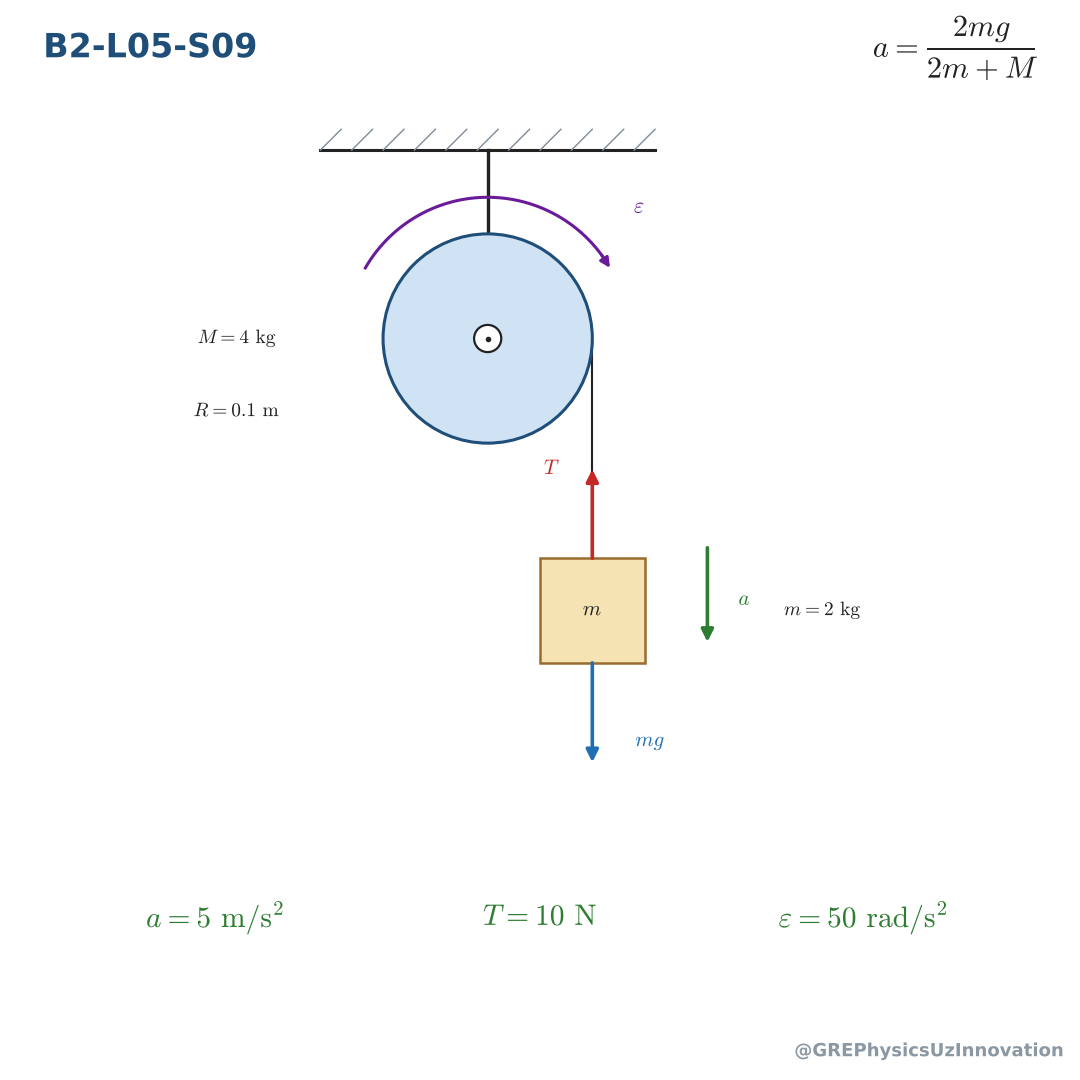 B2-L05-S09
a = 2mg / (2m + M)
ε
M = 4 kg
R = 0.1 m
T
m
a
m = 2 kg
mg
a = 5 m/s²
T = 10 N
ε = 50 rad/s²
@GREPhysicsUzInnovation